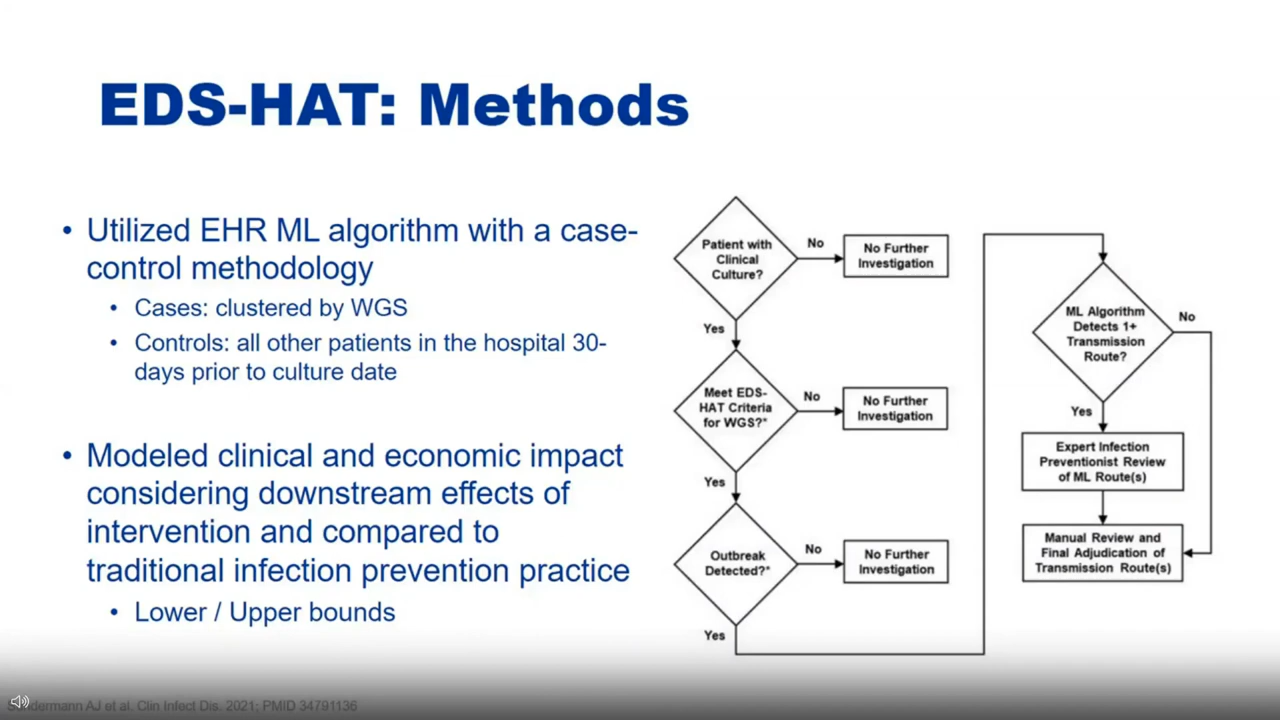 EDS-HAT: Methods
• Utilized EHR ML algorithm with a case-
control methodology
• Cases: clustered by WGS
• Controls: all other patients in the hospital 30-
days prior to culture date
• Modeled clinical and economic impact
considering downstream effects of
intervention and compared to
traditional infection prevention practice
• Lower / Upper bounds
Patient with
Clinical
Culture?
No
No Further
Investigation
Yes
Meet EDS-
HAT Criteria
for WGS?*
No
No Further
Investigation
Yes
Outbreak
Detected?*
No
No Further
Investigation
Yes
ML Algorithm
Detects 1+
Transmission
Route?
No
Yes
Expert Infection
Preventionist Review
of ML Route(s)
Manual Review and
Final Adjudication of
Transmission Route(s)
AJ et al. Clin Infect Dis. 2021; PMID 34791136